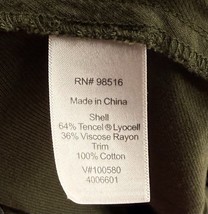 RN# 98516
Made in China
Shell
64% Tencel® Lyocell
36% Viscose Rayon
Trim
100% Cotton
V#100580
4006601